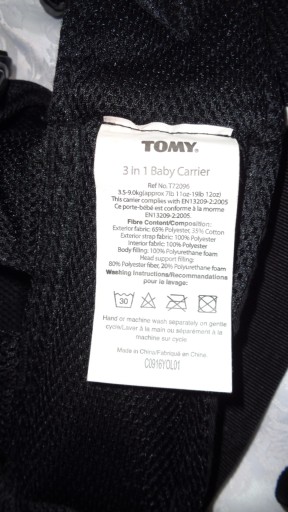 TOMY
3 in 1 Baby Carrier
Ref No. T72096
3.5-9.0kg(approx 7lb 11oz-19lb 12oz)
This carrier complies with EN13209-2:2005
Ce porte-bébé est conforme à la morme
EN13209-2:2005
Fibre Content/Composition:
Exterior fabric: 65% Polyester, 35% Cotton
Exterior strap fabric: 100% Polyester
Interior fabric: 100% Polyester
Body filling: 100% Polyurethane foam
Head support filling:
80% Polyester fiber, 20% Polyurethane foam
Washing Instructions/Recommendations
pour le lavage:
30
Hand or machine wash separately on gentle
cycle/Laver à la main ou séparément à la
machine sur cycle.
Made in China/Fabriqué en China.
C0916YOL01